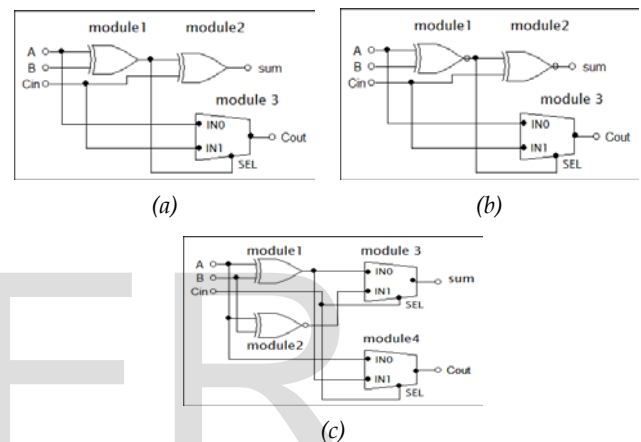 module1
module2
A
B
Cin
sum
module 3
IN0
IN1
Cout
SEL
(a)
module1
module2
A
B
Cin
sum
module 3
IN0
IN1
Cout
SEL
(b)
module1
module 3
A
B
Cin
IN0
IN1
sum
SEL
module2
module4
IN0
IN1
Cout
SEL
(c)
FR